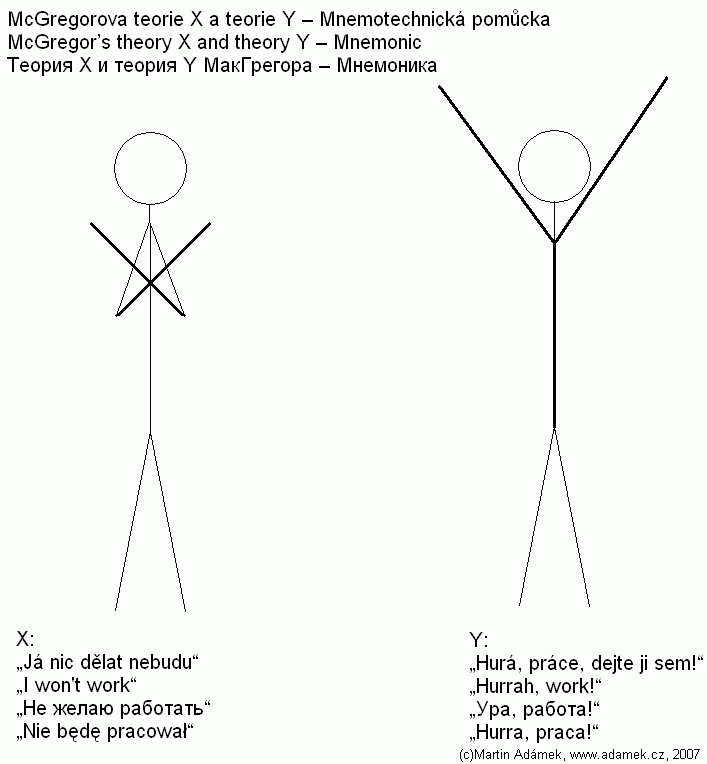 McGregorova teorie X a teorie Y – Mnemotechnická pomůcka
McGregor's theory X and theory Y – Mnemonic
Теория X и теория Y МакГрегора – Мнемоника
X:
„Já nic dělat nebudu“
„I won't work“
„Не желаю работать“
„Nie będę pracował“
Y:
„Hurá, práce, dejte ji sem!“
„Hurrah, work!“
„Ура, работа!“
„Hurra, praca!“
(c)Martin Adámek, www.adamek.cz, 2007